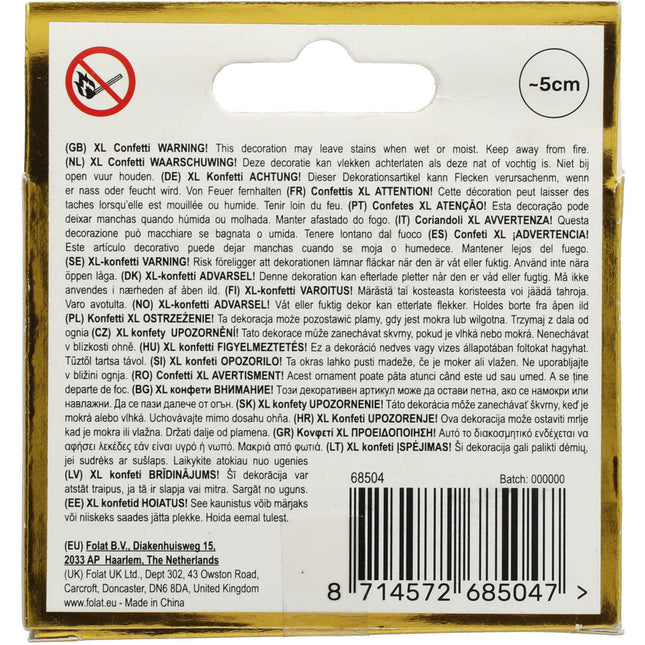 ~5cm
(GB) XL Confetti WARNING! This decoration may leave stains when wet or moist. Keep away from fire.
(NL) XL Confetti WAARSCHUWING! Deze decoratie kan vlekken achterlaten als deze nat of vochtig is. Niet bij
open vuur houden. (DE) XL Konfetti ACHTUNG! Dieser Dekorationsartikel kann Flecken verursachem, wenn
er nass oder feucht wird. Von Feuer fernhalten (FR) Confettis XL ATTENTION! Cette décoration peut laisser des
taches lorsqu'elle est mouillée ou humide. Tenir loin du feu. (PT) Confetes XL ATENÇÃO! Esta decoração pode
deixar manchas quando húmida ou molhada. Manter afastado do fogo. (IT) Coriandoli XL AVVERTENZA! Questa
decorazione può macchiare se bagnata o umida. Tenere lontano dal fuoco (ES) Confeti XL ¡ADVERTENCIA!
Este artículo decorativo puede dejar manchas cuando se moja o humedece. Mantener lejos del fuego.
(SE) XL-konfetti VARNING! Risk föreligger att dekorationen lämnar fläckar när den är våt eller fuktig. Använd inte nära
öppen låga. (DK) XL-konfetti ADVARSEL! Denne dekoration kan efterlade pletter når den er våd eller fugtig. Må ikke
anvendes i nærheden af åben ild. (FI) XL-konfetti VAROITUS! Märästä tai kosteasta koristeesta voi jäädä tahroja.
Varo avotulta. (NO) XL-konfetti ADVARSEL! Våt eller fuktig dekor kan etterlate flekker. Holdes borte fra åpen ild
(PL) Konfetti XL OSTRZEŻENIE! Ta dekoracja może pozostawić plamy, gdy jest mokra lub wilgotna. Trzymaj z dala od
ognia (CZ) XL konfety UPOZORNĚNÍ! Tato dekorace může zanechávat skvrny, pokud je vlhká nebo mokrá. Nenechávat
v blízkosti ohně. (HU) XL konfetti FIGYELMEZTETÉS! Ez a dekoráció nedves vagy vizes állapotában foltokat hagyhat.
Tűztől tartsa távol. (SI) XL konfeti OPOZORILO! Ta okras lahko pusti madeže, če je moker ali vlažen. Ne uporabljajte
v bližini ognja. (RO) Confetti XL AVERTISMENT! Acest ornament poate păta atunci când este ud sau umed. A se ține
departe de foc. (BG) XL конфети ВНИМАНИЕ! Този декоративен артикул може да остави петна, ако се намокри или
навлажни. Да се пази далече от огън. (SK) XL konfety UPOZORNENIE! Táto dekorácia může zanechávať škvrny, keď je
mokrá alebo vlhká. Uchovávajte mimo dosahu ohňa. (HR) XL Konfeti UPOZORENJE! Ova dekoracija može ostaviti mrlje
kad je mokra ili vlažna. Držati dalje od plamena. (GR) Κονφετί XL ΠΡΟΕΙΔΟΠΟΙΗΣΗ! Αυτό το διακοσμητικό ενδέχεται να
αφήσει λεκέδες εάν είναι υγρό ή νωπό. Μακριά από φωτιά. (LT) XL konfeti ĮSPĖJIMAS! Ši dekoracija gali palikti dėmių,
jei sudrėks ar sušlaps. Laikykite atokiau nuo ugnies
(LV) XL konfeti BRĪDINĀJUMS! Šī dekorācija var
atstāt traipus, ja tā ir slapja vai mitra. Sargāt no uguns.
(EE) XL konfetid HOIATUS! See kaunistus võib märjaks
või niiskeks saades jätta plekke. Hoida eemal tulest.
68504 Batch: 000000
(EU) Folat B.V., Diakenhuisweg 15,
2033 AP Haarlem, The Netherlands
(UK) Folat UK Ltd., Dept 302, 43 Owston Road,
Carcroft, Doncaster, DN6 8DA, United Kingdom
www.folat.eu - Made in China
8 714572 685047 >